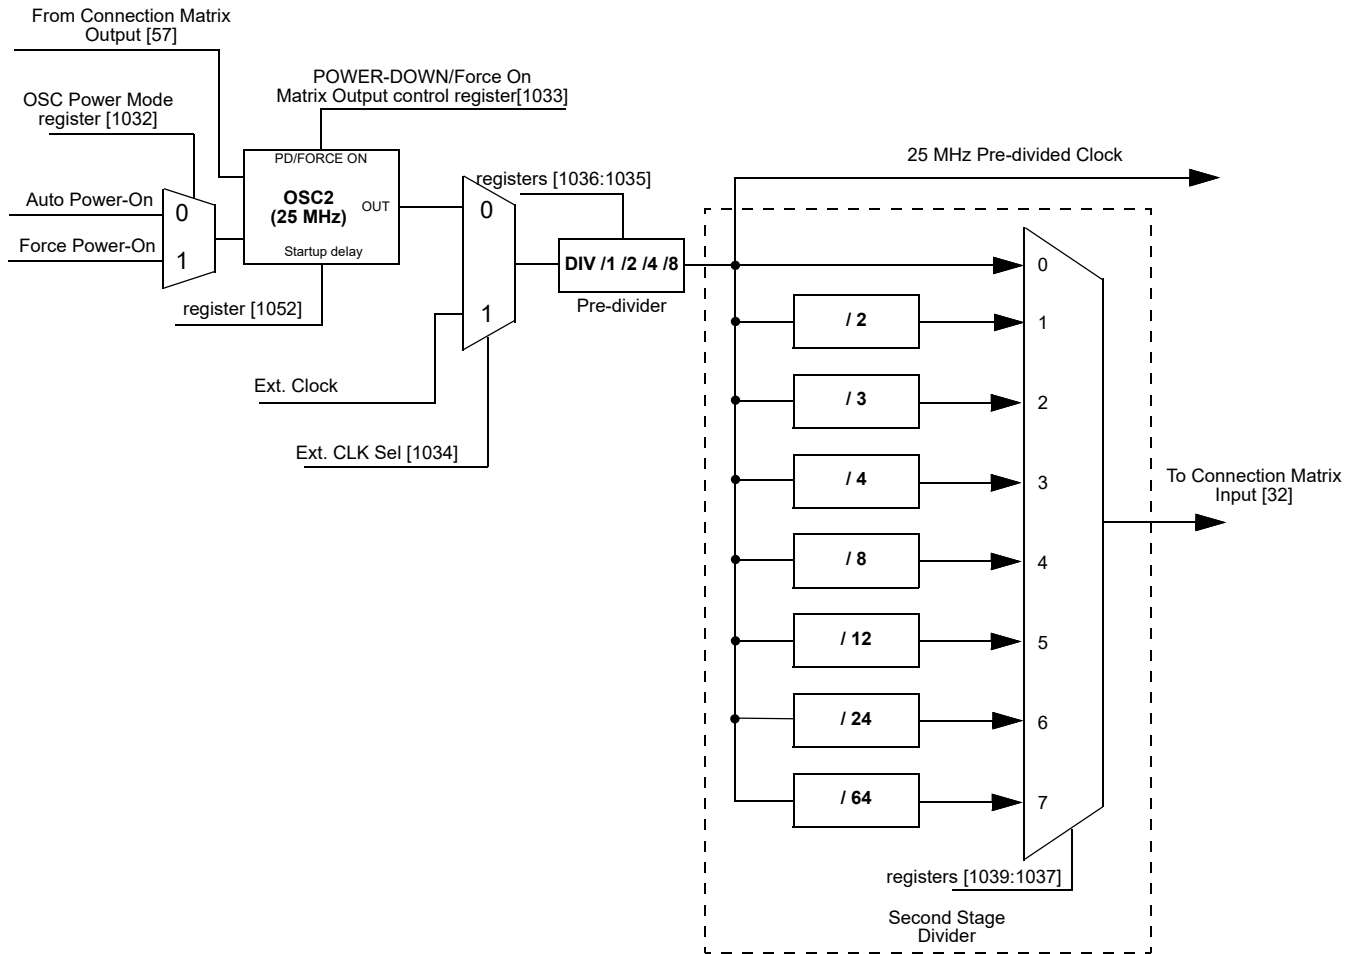 From Connection Matrix
Output [57]
POWER-DOWN/Force On
Matrix Output control register[1033]
OSC Power Mode
register [1032]
PD/FORCE ON
OSC2
(25 MHz)
OUT
Startup delay
Auto Power-On
0
Force Power-On
1
register [1052]
registers [1036:1035]
0
1
DIV /1 /2 /4 /8
Pre-divider
Ext. Clock
Ext. CLK Sel [1034]
25 MHz Pre-divided Clock
0
/ 2
1
/ 3
2
/ 4
3
/ 8
4
/ 12
5
/ 24
6
/ 64
7
To Connection Matrix
Input [32]
registers [1039:1037]
Second Stage
Divider